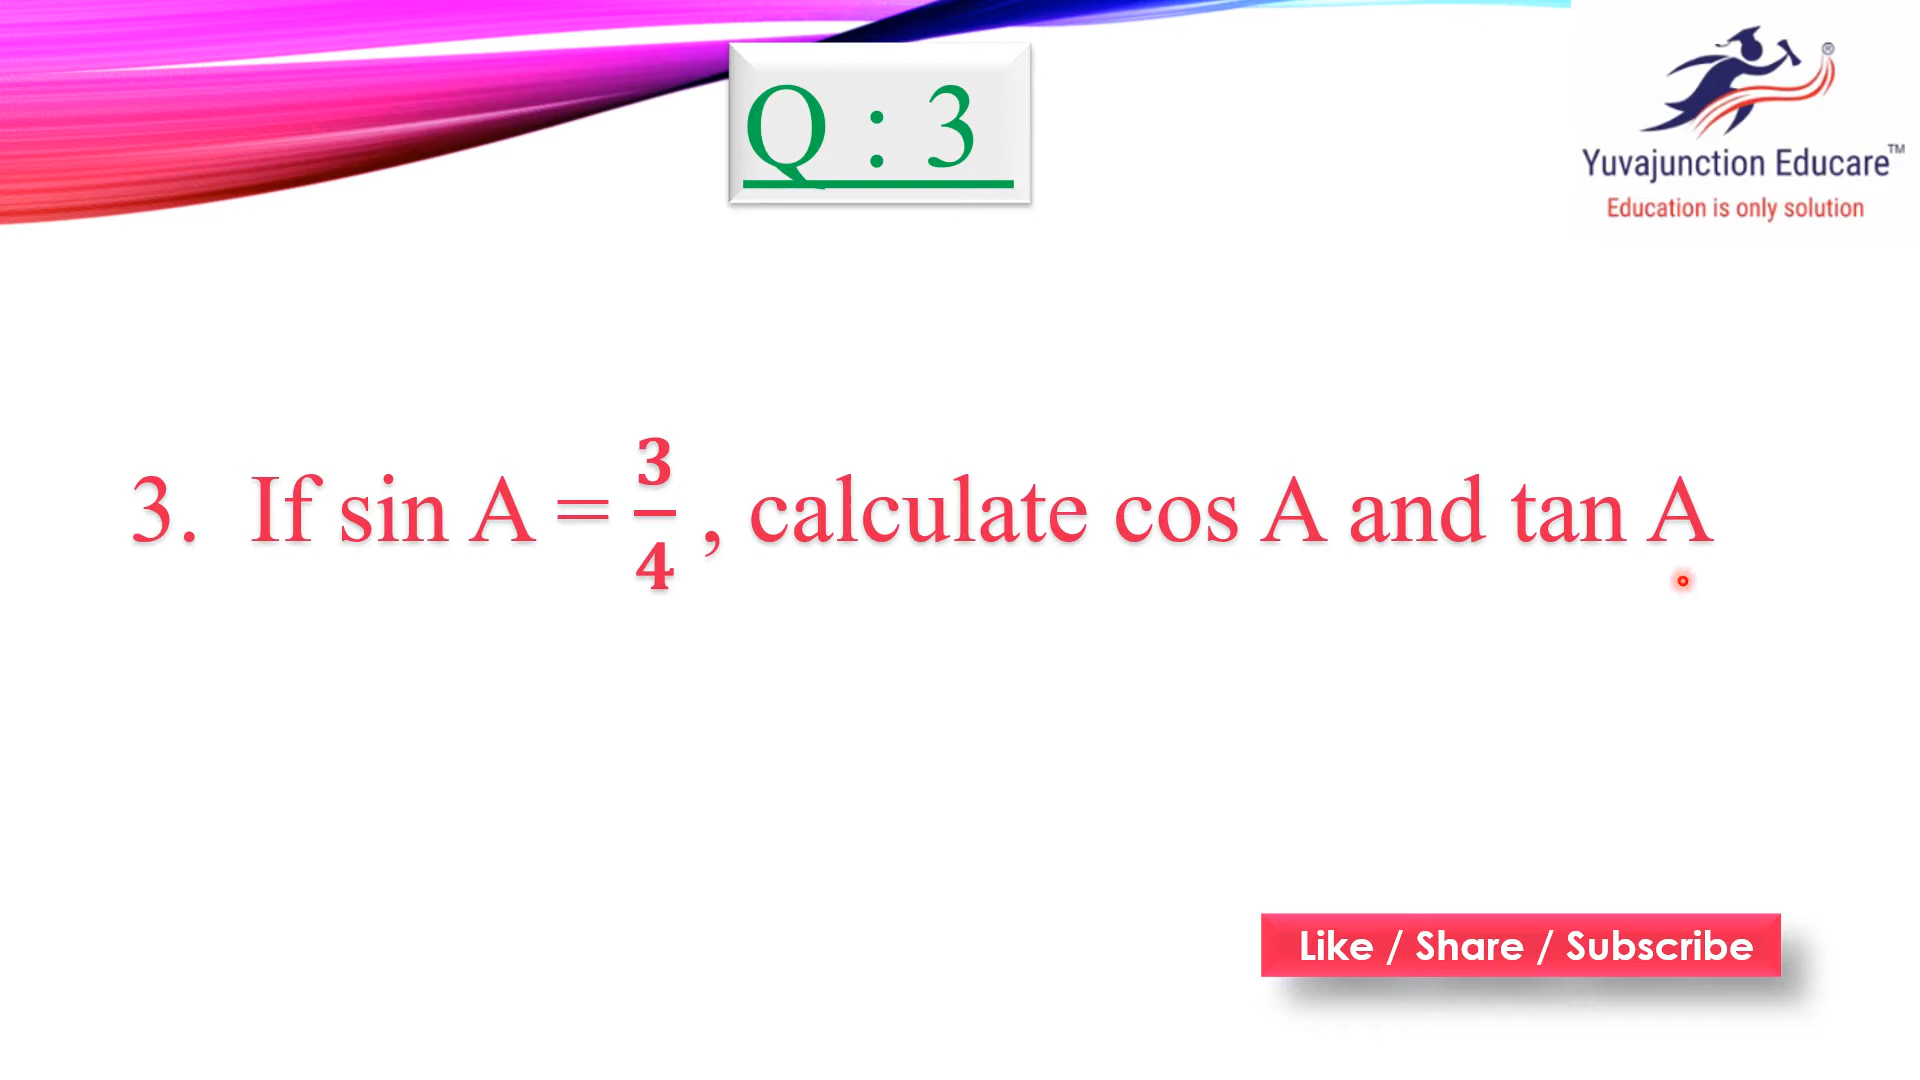 Q : 3
®
Yuvajunction Educare™
Education is only solution
3. If sin A = 3/4 , calculate cos A and tan A
Like / Share / Subscribe